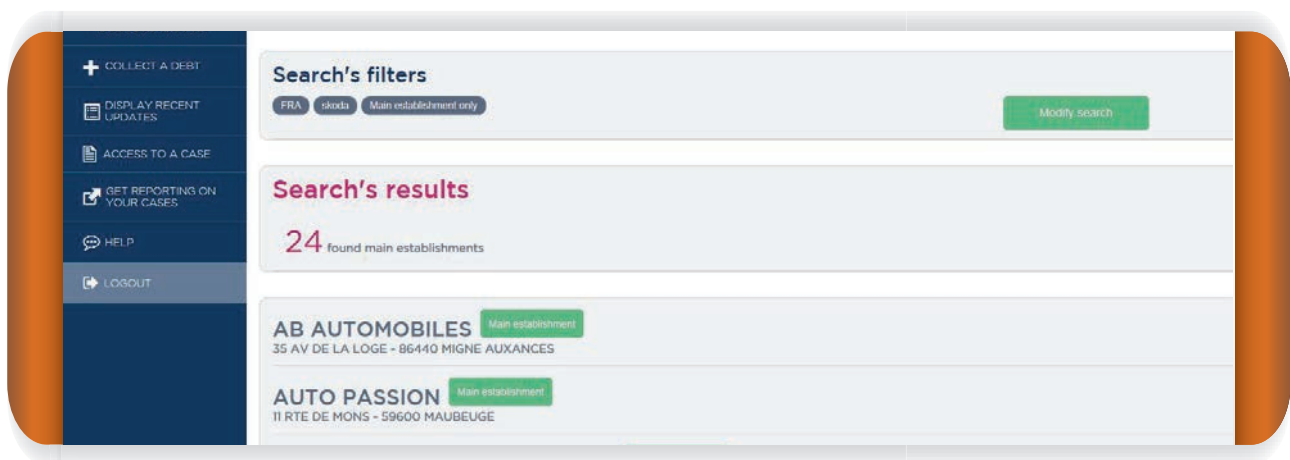 COLLECT A DEBT
DISPLAY RECENT
UPDATES
ACCESS TO A CASE
GET REPORTING ON
YOUR CASES
HELP
LOGOUT
Search's filters
FRA skoda Main establishment only
Modify search
Search's results
24 found main establishments
AB AUTOMOBILES Main establishment
35 AV DE LA LOGE - 86440 MIGNE AUXANCES
AUTO PASSION Main establishment
11 RTE DE MONS - 59600 MAUBEUGE